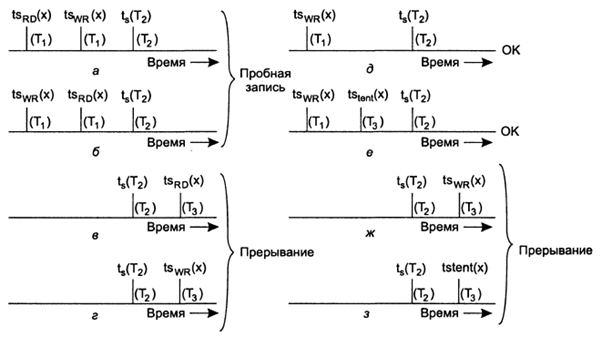 ts_RD(x) ts_WR(x) t_s(T_2)
(T_1) (T_1) (T_2)
а Время
ts_WR(x) ts_RD(x) t_s(T_2)
(T_1) (T_1) (T_2)
б Время
Пробная
запись
t_s(T_2) ts_RD(x)
(T_2) (T_3)
в Время
t_s(T_2) ts_WR(x)
(T_2) (T_3)
г Время
Прерывание
ts_WR(x) t_s(T_2)
(T_1) (T_2) OK
д Время
ts_WR(x) ts_tent(x) t_s(T_2)
(T_1) (T_3) (T_2) OK
е Время
t_s(T_2) ts_WR(x)
(T_2) (T_3)
ж Время
t_s(T_2) tstent(x)
(T_2) (T_3)
з Время
Прерывание